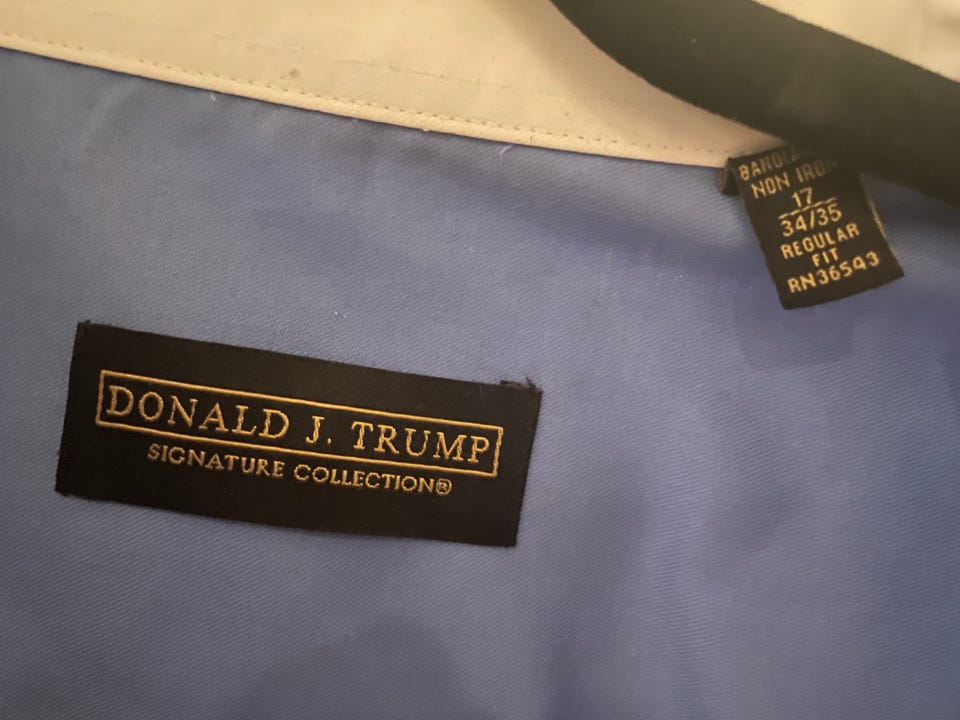 DONALD J. TRUMP
SIGNATURE COLLECTION®
NON IRON
17
34/35
REGULAR
FIT
RN36543